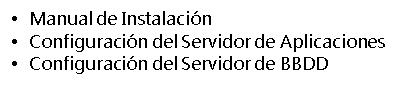 • Manual de Instalación
• Configuración del Servidor de Aplicaciones
• Configuración del Servidor de BBDD